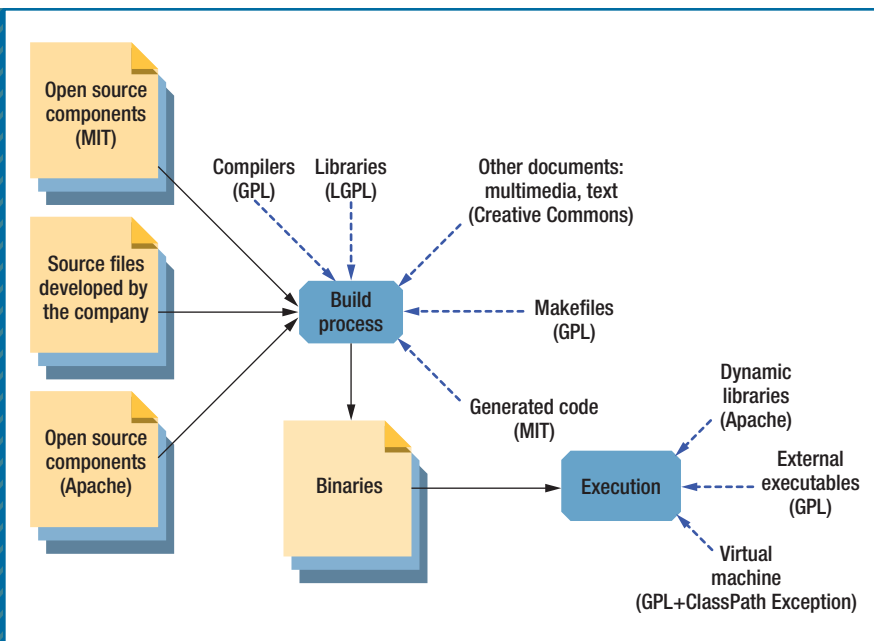 Open source
components
(MIT)
Compilers
(GPL)
Libraries
(LGPL)
Other documents:
multimedia, text
(Creative Commons)
Source files
developed by
the company
Build
process
Makefiles
(GPL)
Open source
components
(Apache)
Generated code
(MIT)
Binaries
Execution
Dynamic
libraries
(Apache)
External
executables
(GPL)
Virtual
machine
(GPL+ClassPath Exception)